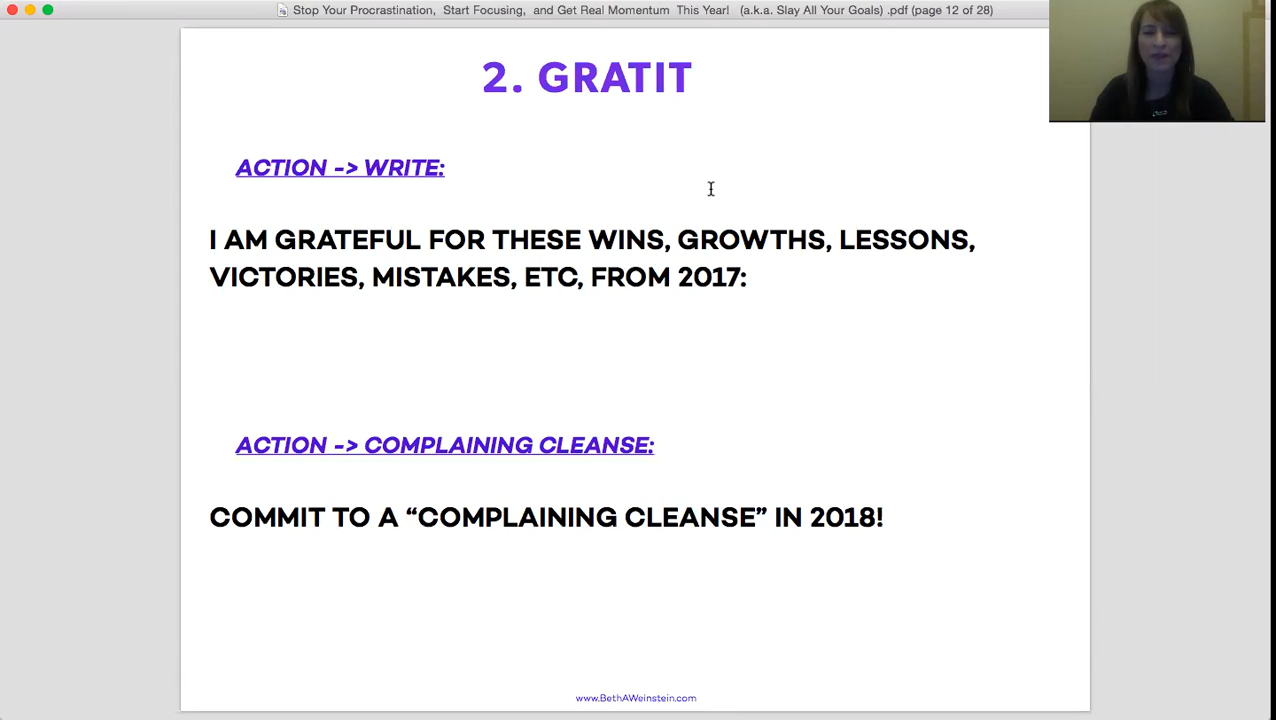 Stop Your Procrastination, Start Focusing, and Get Real Momentum This Year! (a.k.a. Slay All Your Goals) .pdf (page 12 of 28)
2. GRATIT
ACTION -> WRITE:
I AM GRATEFUL FOR THESE WINS, GROWTHS, LESSONS,
VICTORIES, MISTAKES, ETC, FROM 2017:
ACTION -> COMPLAINING CLEANSE:
COMMIT TO A “COMPLAINING CLEANSE” IN 2018!
www.BethAWeinstein.com